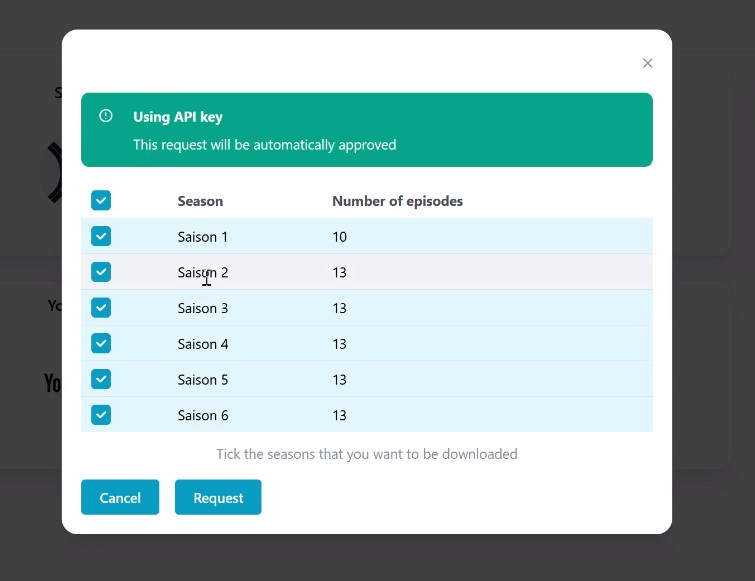 Using API key
This request will be automatically approved
Season Number of episodes
Saison 1 10
Saison 2 13
Saison 3 13
Saison 4 13
Saison 5 13
Saison 6 13
Tick the seasons that you want to be downloaded
Cancel Request